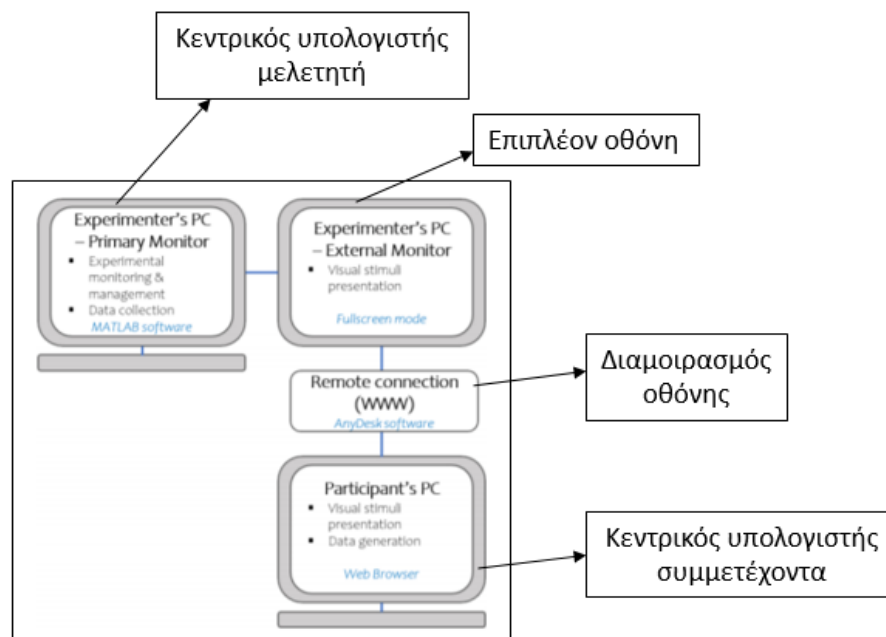 Κεντρικός υπολογιστής
μελετητή
Επιπλέον οθόνη
Experimenter's PC
– Primary Monitor
▪ Experimental
monitoring &
management
▪ Data collection
MATLAB software
Experimenter's PC
– External Monitor
▪ Visual stimuli
presentation
Fullscreen mode
Remote connection
(WWW)
AnyDesk software
Διαμοιρασμός
οθόνης
Participant's PC
▪ Visual stimuli
presentation
▪ Data generation
Web Browser
Κεντρικός υπολογιστής
συμμετέχοντα